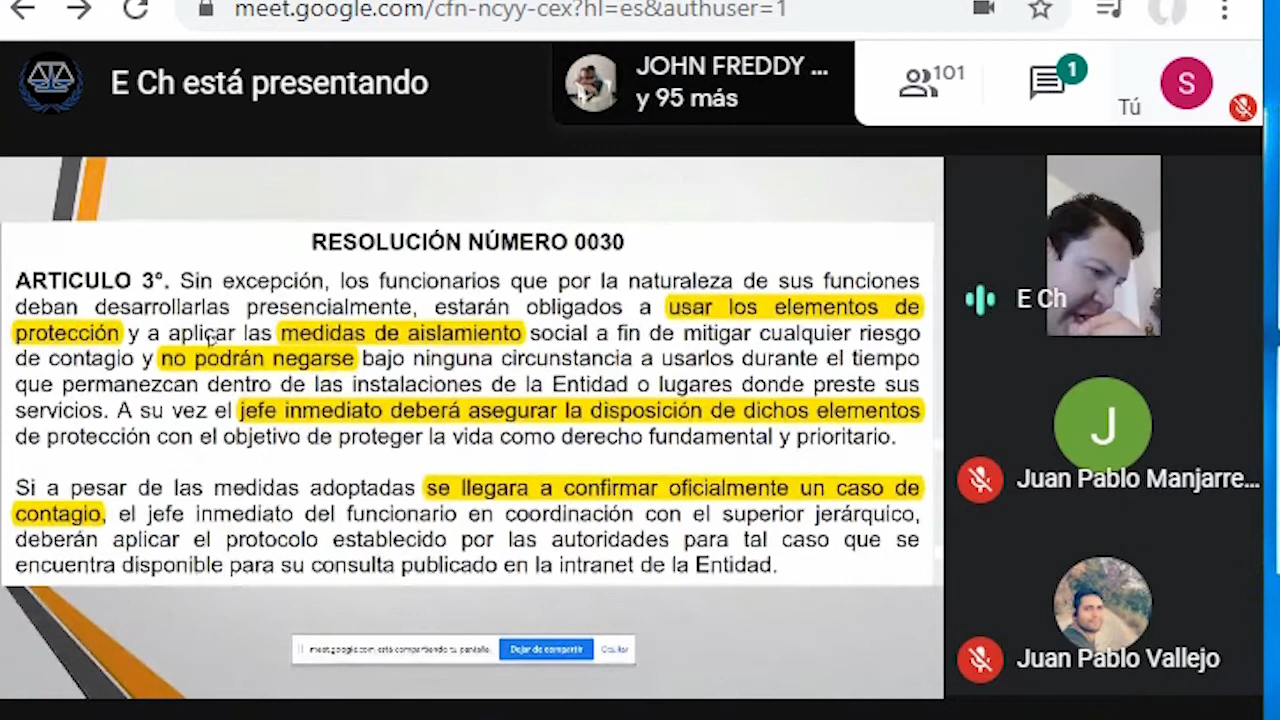 meet.google.com/cfn-ncyy-cex?hl=es&authuser=1
E Ch está presentando
JOHN FREDDY ...
y 95 más
101
1
Tú
S
RESOLUCIÓN NÚMERO 0030
ARTICULO 3°. Sin excepción, los funcionarios que por la naturaleza de sus funciones
deban desarrollarlas presencialmente, estarán obligados a usar los elementos de
protección y a aplicar las medidas de aislamiento social a fin de mitigar cualquier riesgo
de contagio y no podrán negarse bajo ninguna circunstancia a usarlos durante el tiempo
que permanezcan dentro de las instalaciones de la Entidad o lugares donde preste sus
servicios. A su vez el jefe inmediato deberá asegurar la disposición de dichos elementos
de protección con el objetivo de proteger la vida como derecho fundamental y prioritario.
Si a pesar de las medidas adoptadas se llegara a confirmar oficialmente un caso de
contagio, el jefe inmediato del funcionario en coordinación con el superior jerárquico,
deberán aplicar el protocolo establecido por las autoridades para tal caso que se
encuentra disponible para su consulta publicado en la intranet de la Entidad.
meet.google.com está compartiendo tu pantalla.
Dejar de compartir
Ocultar
E Ch
J
Juan Pablo Manjarre...
Juan Pablo Vallejo